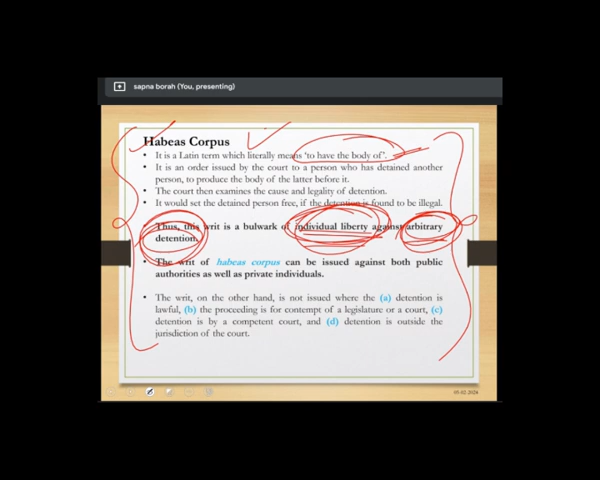 sapna borah (You, presenting)
Habeas Corpus
• It is a Latin term which literally means 'to have the body of'.
• It is an order issued by the court to a person who has detained another
person, to produce the body of the latter before it.
• The court then examines the cause and legality of detention.
• It would set the detained person free, if the detention is found to be illegal.
• Thus, this writ is a bulwark of individual liberty against arbitrary
detention.
• The writ of habeas corpus can be issued against both public
authorities as well as private individuals.
• The writ, on the other hand, is not issued where the (a) detention is
lawful, (b) the proceeding is for contempt of a legislature or a court, (c)
detention is by a competent court, and (d) detention is outside the
jurisdiction of the court.